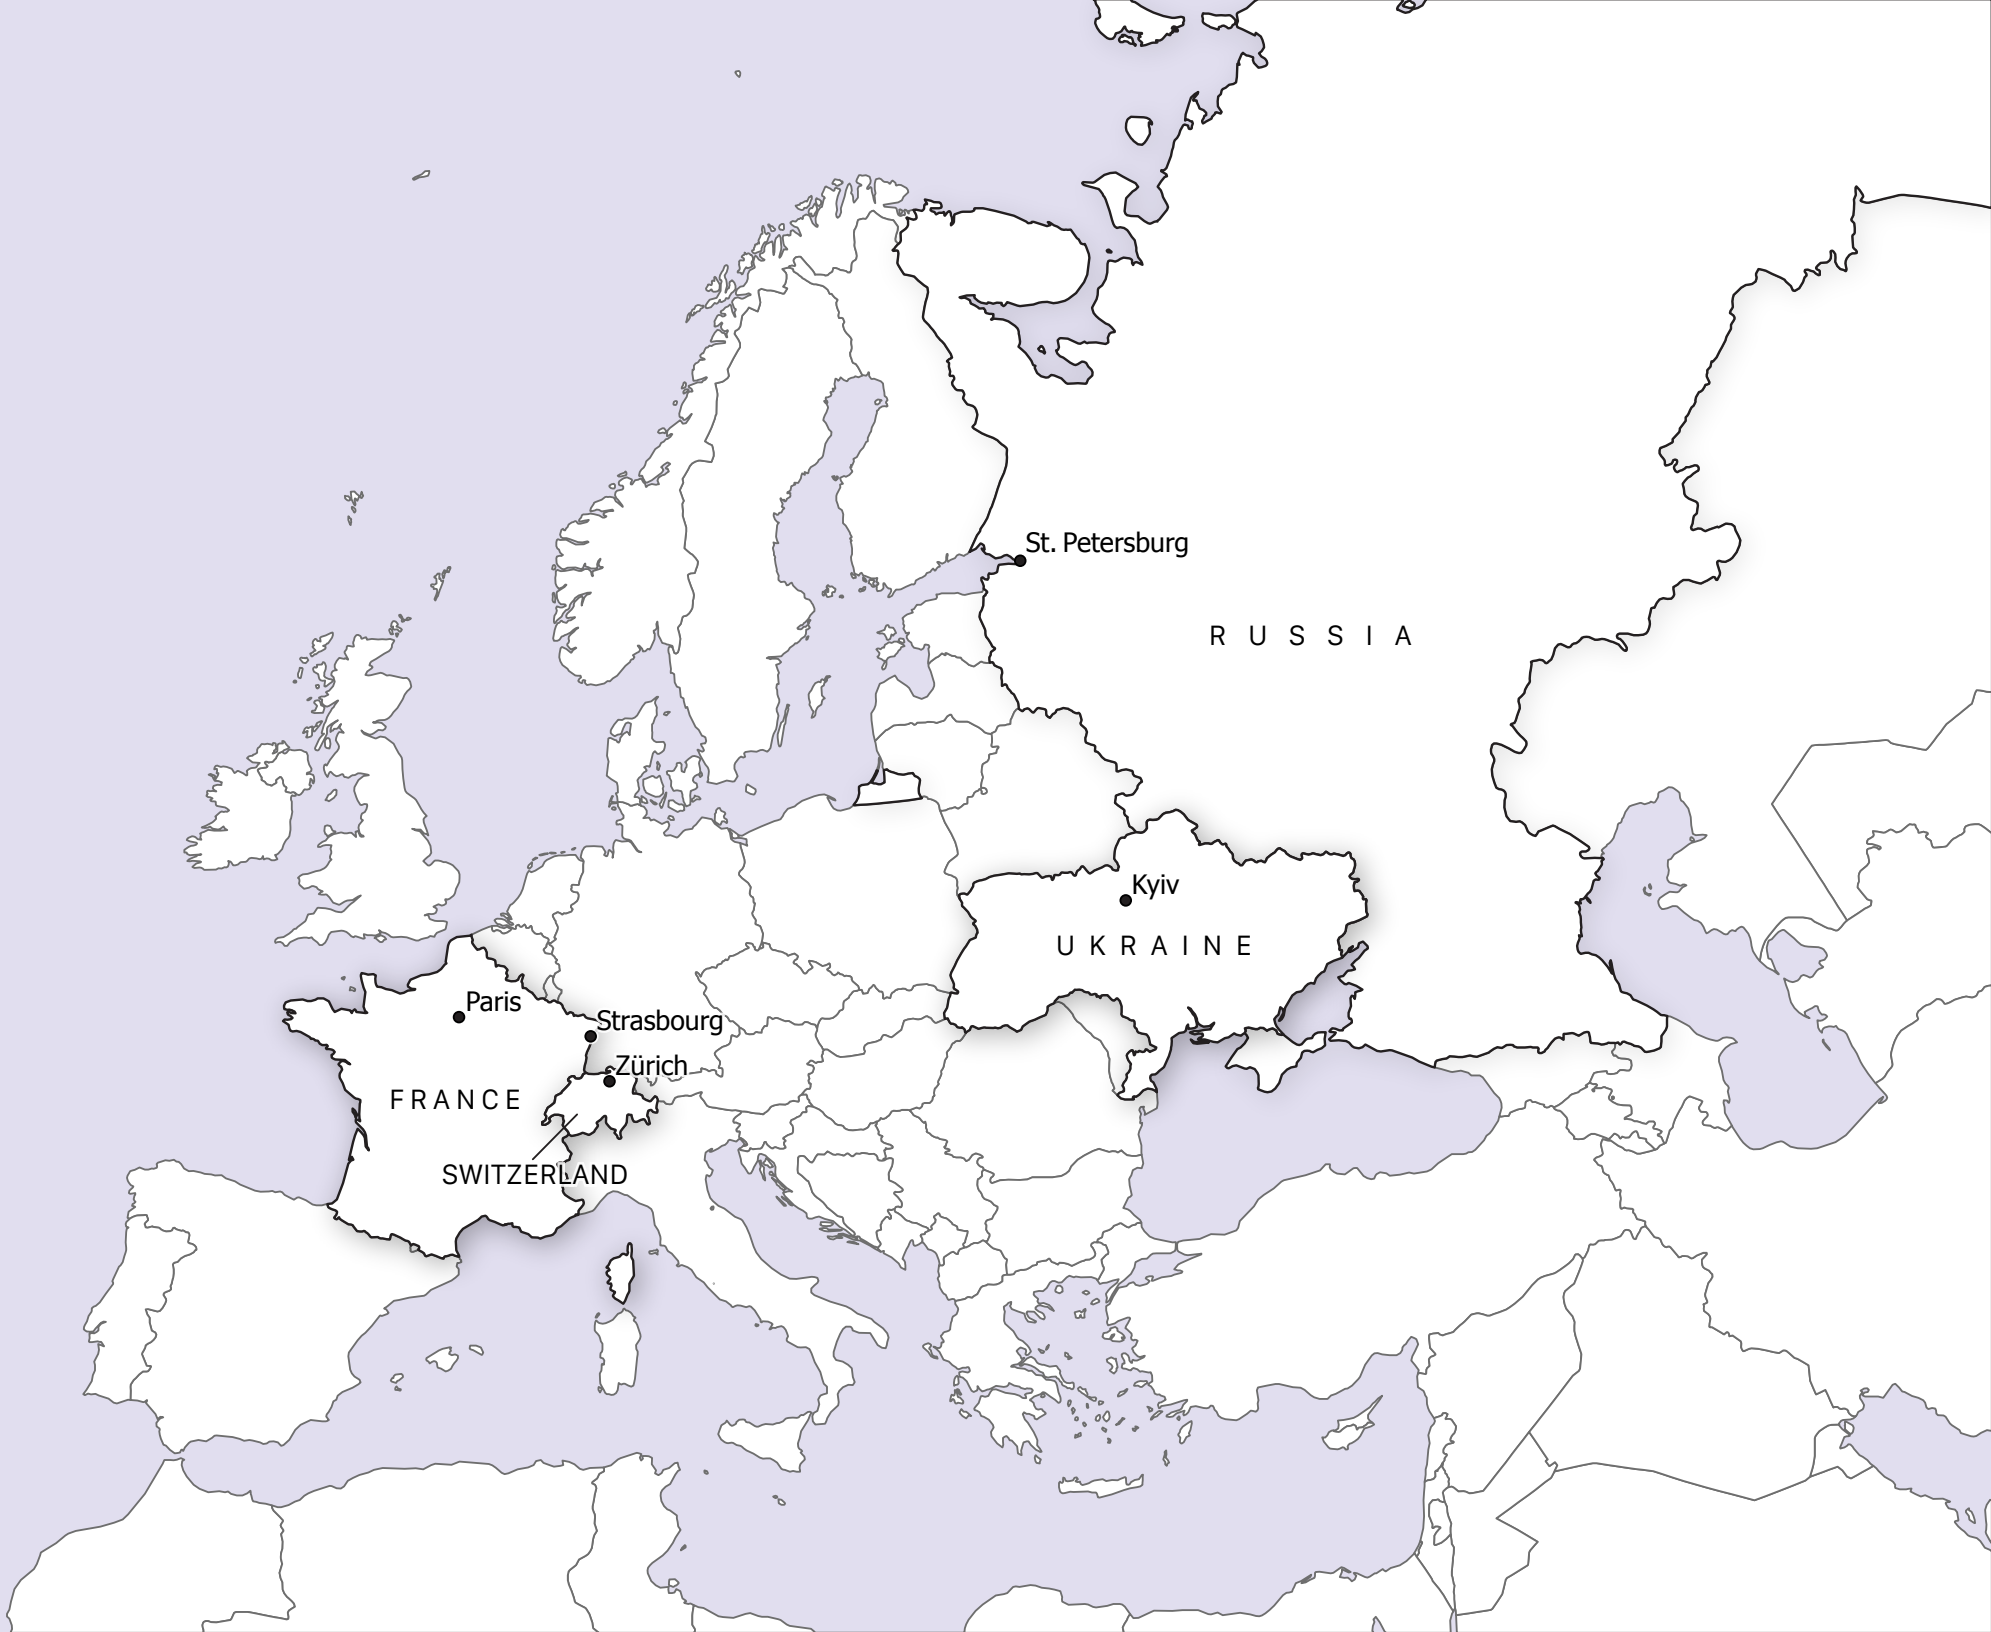 St. Petersburg
RUSSIA
Kyiv
UKRAINE
Paris
Strasbourg
Zürich
FRANCE
SWITZERLAND